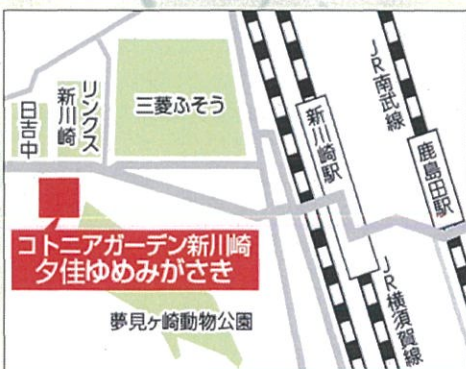 日吉中
新川崎
リンクス
三菱ふそう
新川崎駅
JR南武線
鹿島田駅
コトニアガーデン新川崎
夕佳ゆめみがさき
夢見ヶ崎動物公園
JR横須賀線